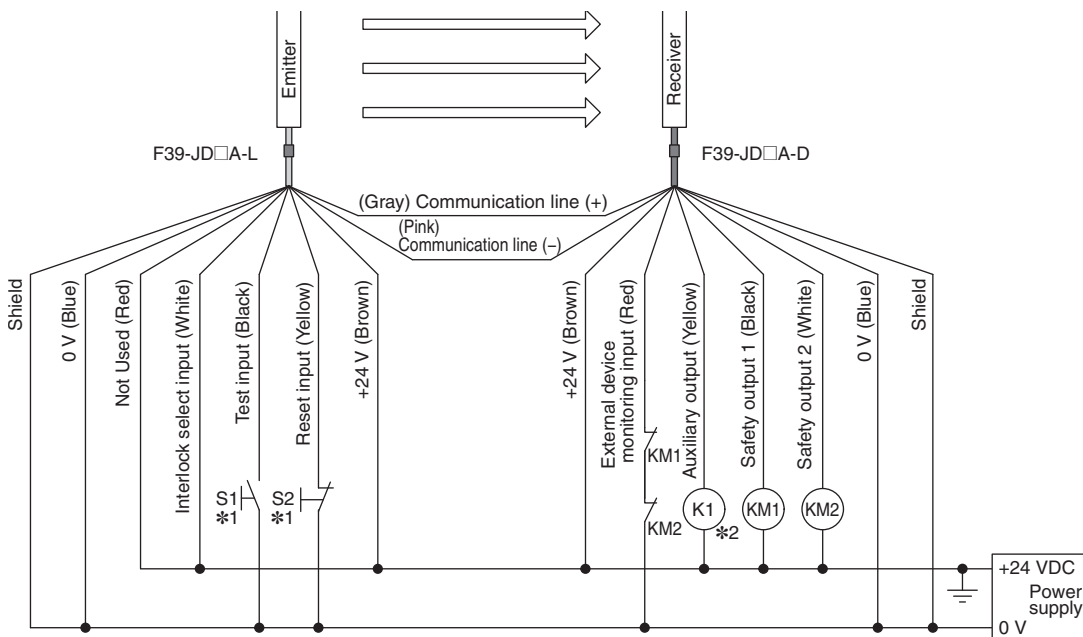 Emitter
Receiver
F39-JD□A-L
F39-JD□A-D
(Gray) Communication line (+)
(Pink)
Communication line (−)
Shield
0 V (Blue)
Not Used (Red)
Interlock select input (White)
Test input (Black)
Reset input (Yellow)
+24 V (Brown)
+24 V (Brown)
External device
monitoring input (Red)
Auxiliary output (Yellow)
Safety output 1 (Black)
Safety output 2 (White)
0 V (Blue)
Shield
KM1
S1
*1
S2
*1
KM2
K1
*2
KM1
KM2
+24 VDC
Power
supply
0 V